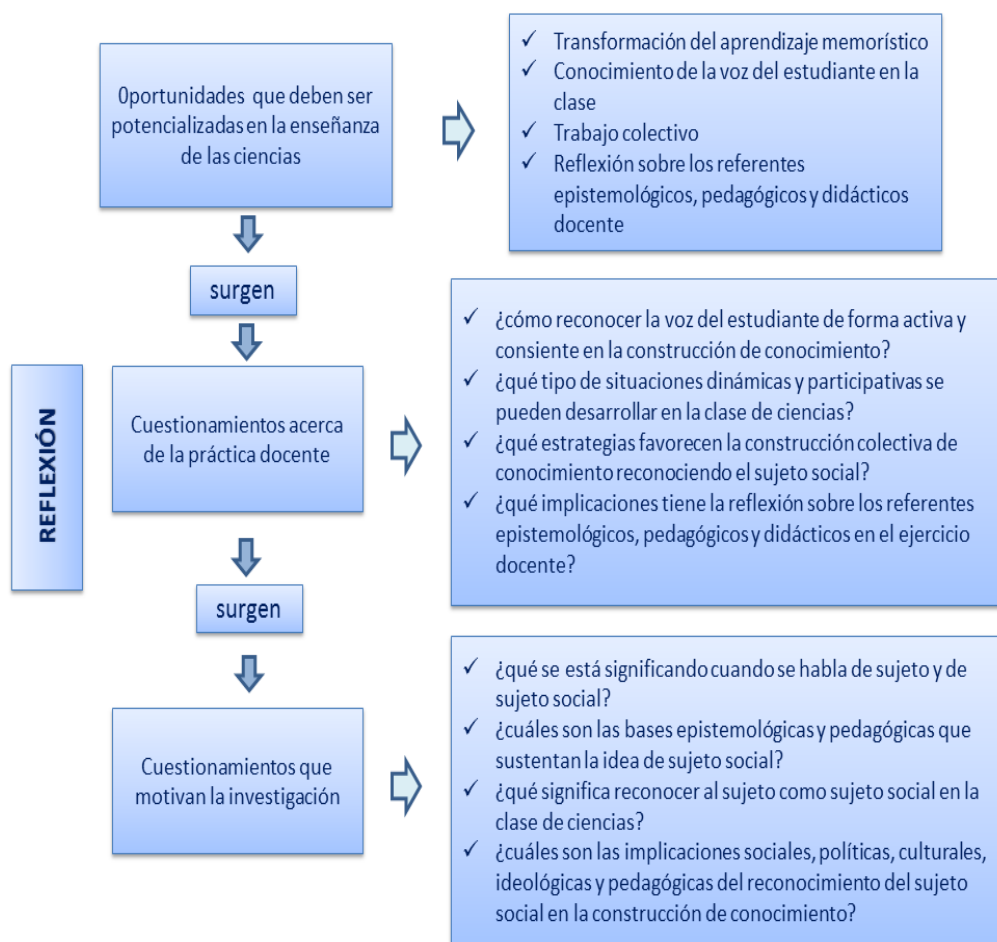 Oportunidades que deben ser
potencializadas en la enseñanza
de las ciencias
✓ Transformación del aprendizaje memorístico
✓ Conocimiento de la voz del estudiante en la
clase
✓ Trabajo colectivo
✓ Reflexión sobre los referentes
epistemológicos, pedagógicos y didácticos
docente
surgen
REFLEXIÓN
Cuestionamientos acerca
de la práctica docente
✓ ¿cómo reconocer la voz del estudiante de forma activa y
consiente en la construcción de conocimiento?
✓ ¿qué tipo de situaciones dinámicas y participativas se
pueden desarrollar en la clase de ciencias?
✓ ¿qué estrategias favorecen la construcción colectiva de
conocimiento reconociendo el sujeto social?
✓ ¿qué implicaciones tiene la reflexión sobre los referentes
epistemológicos, pedagógicos y didácticos en el ejercicio
docente?
surgen
Cuestionamientos que
motivan la investigación
✓ ¿qué se está significando cuando se habla de sujeto y de
sujeto social?
✓ ¿cuáles son las bases epistemológicas y pedagógicas que
sustentan la idea de sujeto social?
✓ ¿qué significa reconocer al sujeto como sujeto social en la
clase de ciencias?
✓ ¿cuáles son las implicaciones sociales, políticas, culturales,
ideológicas y pedagógicas del reconocimiento del sujeto
social en la construcción de conocimiento?